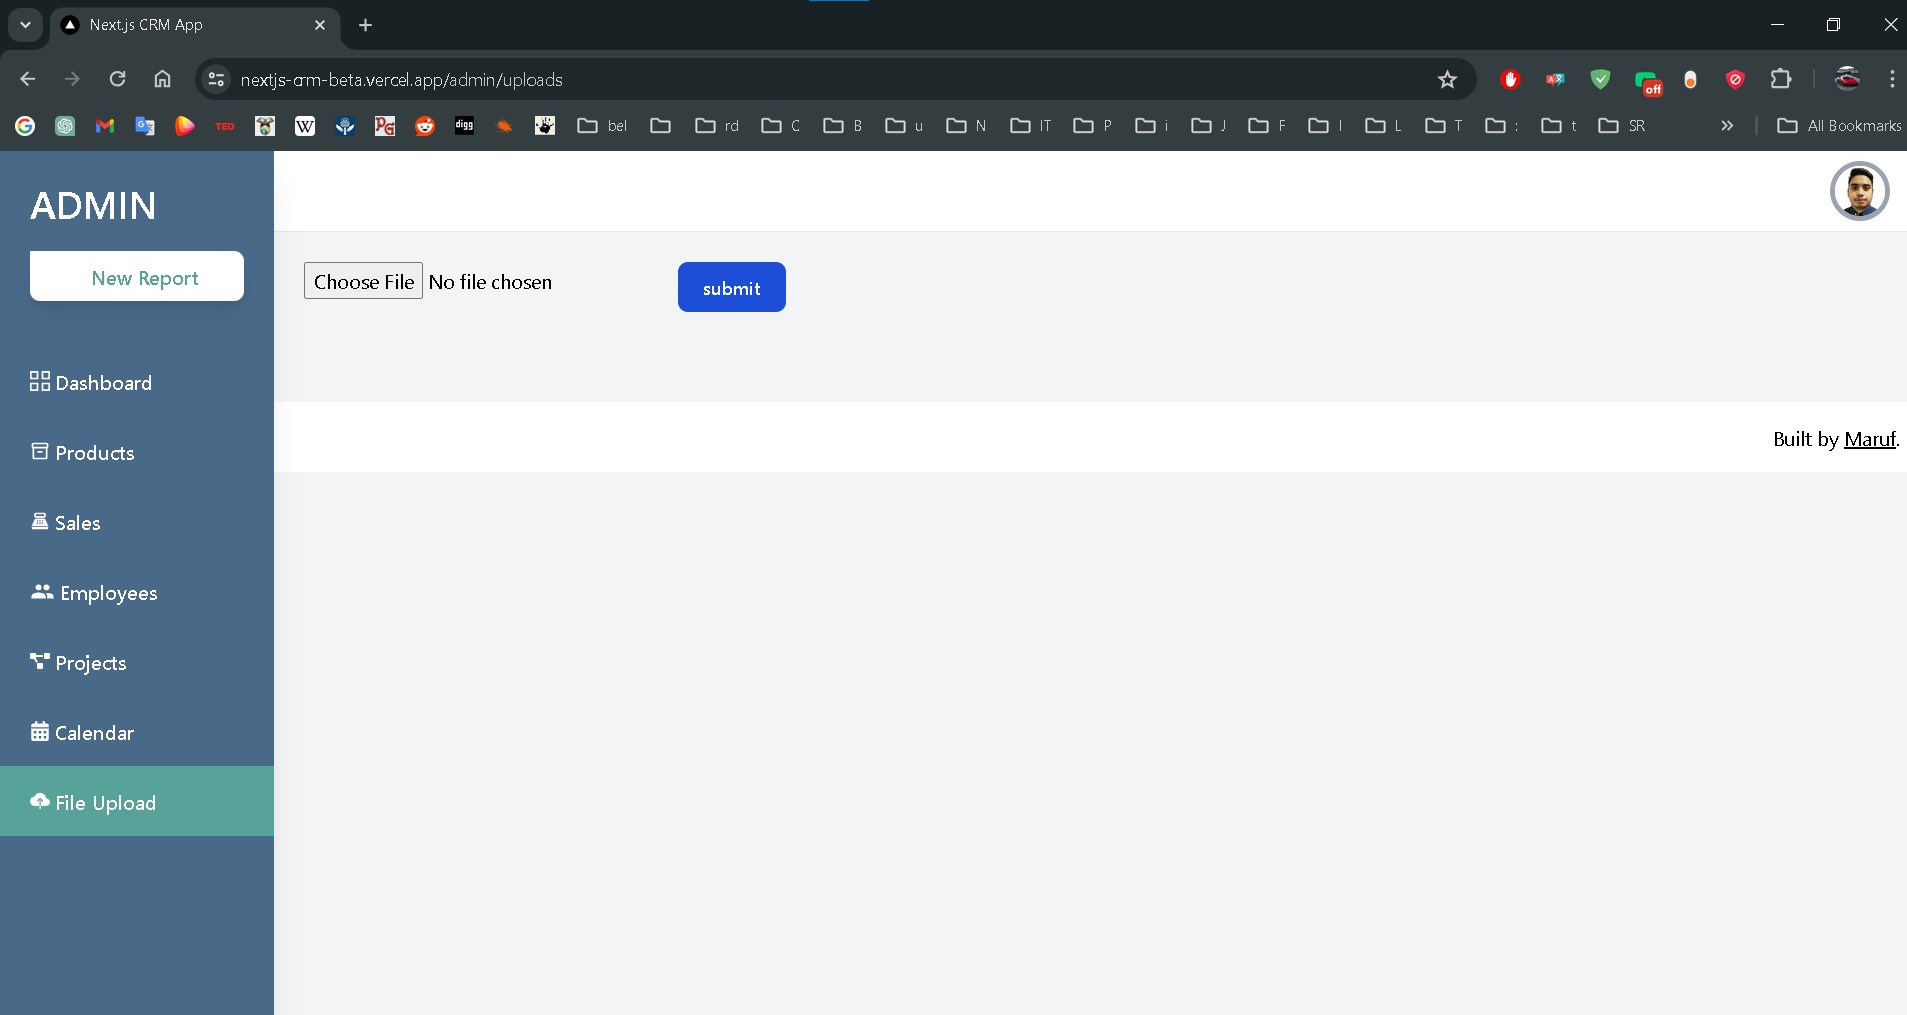 Next.js CRM App
nextjs-crm-beta.vercel.app/admin/uploads
off
TED
W
PG
digg
bel
rd
C
B
u
N
IT
P
i
J
F
I
L
T
:
t
SR
All Bookmarks
ADMIN
New Report
Choose File No file chosen
submit
Dashboard
Built by Maruf.
Products
Sales
Employees
Projects
Calendar
File Upload